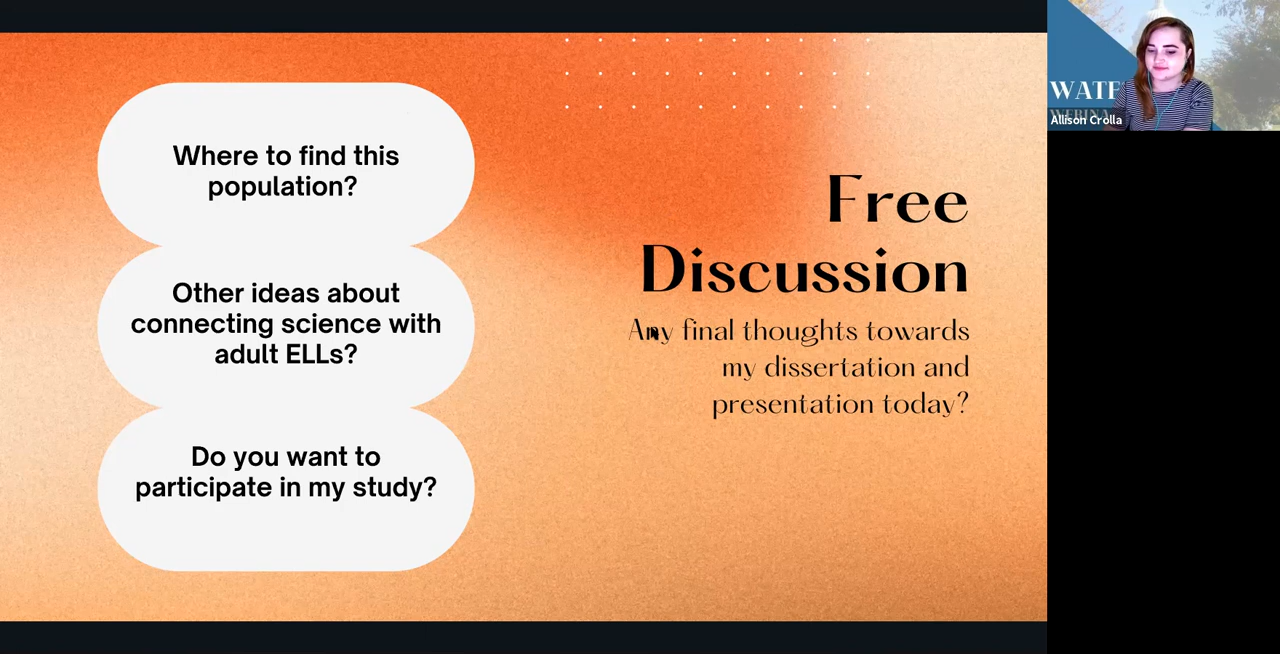 Where to find this
population?
Other ideas about
connecting science with
adult ELLs?
Do you want to
participate in my study?
Free
Discussion
Any final thoughts towards
my dissertation and
presentation today?
WATE
Allison Crolla